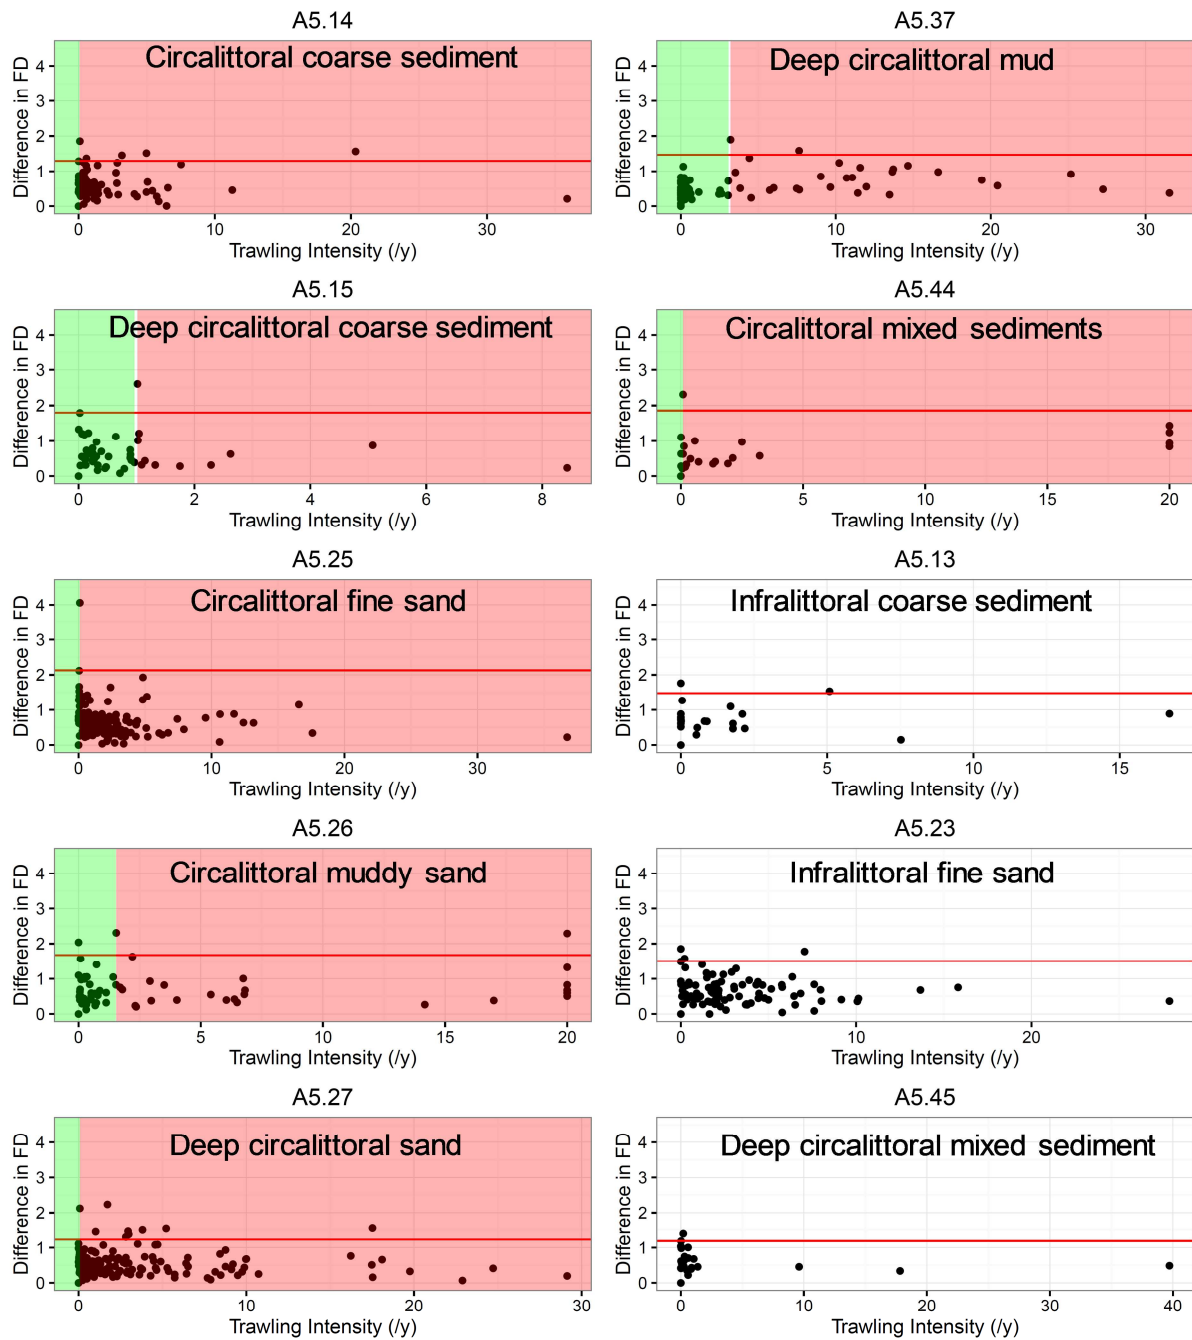 A5.14
Circalittoral coarse sediment
Difference in FD
4
3
2
1
0
0 10 20 30
Trawling Intensity (/y)
A5.37
Deep circalittoral mud
Difference in FD
4
3
2
1
0
0 10 20 30
Trawling Intensity (/y)
A5.15
Deep circalittoral coarse sediment
Difference in FD
4
3
2
1
0
0 2 4 6 8
Trawling Intensity (/y)
A5.44
Circalittoral mixed sediments
Difference in FD
4
3
2
1
0
0 5 10 15 20
Trawling Intensity (/y)
A5.25
Circalittoral fine sand
Difference in FD
4
3
2
1
0
0 10 20 30
Trawling Intensity (/y)
A5.13
Infralittoral coarse sediment
Difference in FD
4
3
2
1
0
0 5 10 15
Trawling Intensity (/y)
A5.26
Circalittoral muddy sand
Difference in FD
4
3
2
1
0
0 5 10 15 20
Trawling Intensity (/y)
A5.23
Infralittoral fine sand
Difference in FD
4
3
2
1
0
0 10 20
Trawling Intensity (/y)
A5.27
Deep circalittoral sand
Difference in FD
4
3
2
1
0
0 10 20 30
Trawling Intensity (/y)
A5.45
Deep circalittoral mixed sediment
Difference in FD
4
3
2
1
0
0 10 20 30 40
Trawling Intensity (/y)